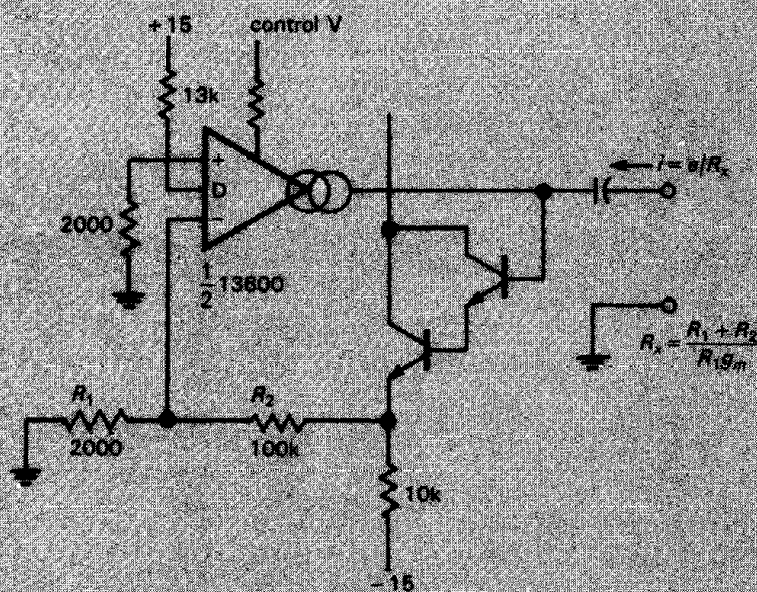 +15
control V
13k
+
D
−
2000
1/2 13600
i = e/Rx
Rx = R1 + R2 / R1gm
R1
2000
R2
100k
10k
−15